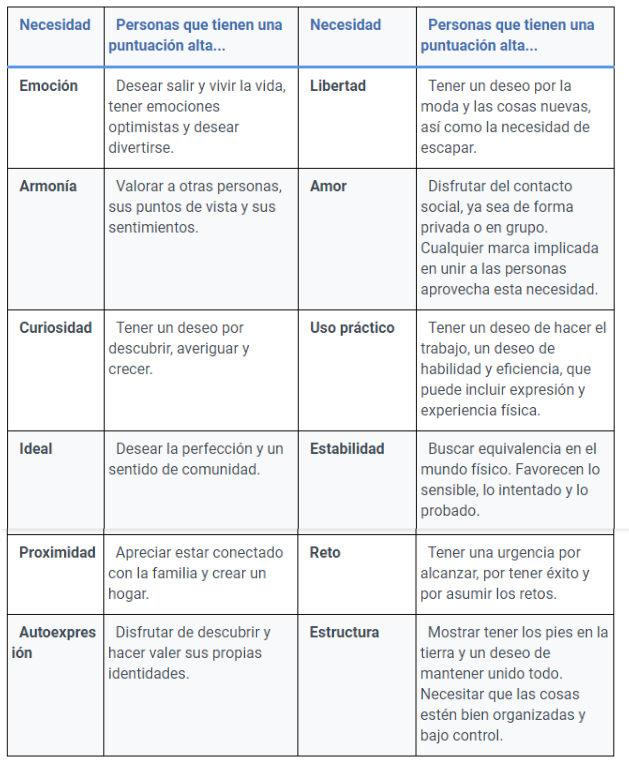 Necesidad
Personas que tienen una
puntuación alta...
Necesidad
Personas que tienen una
puntuación alta...
Emoción
Desear salir y vivir la vida,
tener emociones
optimistas y desear
divertirse.
Libertad
Tener un deseo por la
moda y las cosas nuevas,
así como la necesidad de
escapar.
Armonía
Valorar a otras personas,
sus puntos de vista y sus
sentimientos.
Amor
Disfrutar del contacto
social, ya sea de forma
privada o en grupo.
Cualquier marca implicada
en unir a las personas
aprovecha esta necesidad.
Curiosidad
Tener un deseo por
descubrir, averiguar y
crecer.
Uso práctico
Tener un deseo de hacer el
trabajo, un deseo de
habilidad y eficiencia, que
puede incluir expresión y
experiencia física.
Ideal
Desear la perfección y un
sentido de comunidad.
Estabilidad
Buscar equivalencia en el
mundo físico. Favorecen lo
sensible, lo intentado y lo
probado.
Proximidad
Apreciar estar conectado
con la familia y crear un
hogar.
Reto
Tener una urgencia por
alcanzar, por tener éxito y
por asumir los retos.
Autoexpres
ión
Disfrutar de descubrir y
hacer valer sus propias
identidades.
Estructura
Mostrar tener los pies en la
tierra y un deseo de
mantener unido todo.
Necesitar que las cosas
estén bien organizadas y
bajo control.